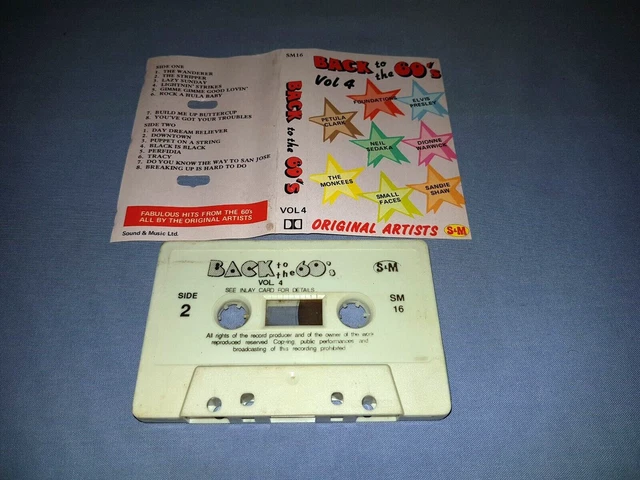 SIDE ONE
1. THE WANDERER
2. THE STRIPPER
3. LAZY SUNDAY
4. LIGHTNIN' STRIKES
5. GIMME GIMME GOOD LOVIN'
6. ROCK A HULA BABY
7. BUILD ME UP BUTTERCUP
8. YOU'VE GOT YOUR TROUBLES
SIDE TWO
1. DAY DREAM BELIEVER
2. DOWNTOWN
3. PUPPET ON A STRING
4. BLACK IS BLACK
5. PERFIDIA
6. TRACY
7. DO YOU KNOW THE WAY TO SAN JOSE
8. BREAKING UP IS HARD TO DO
FABULOUS HITS FROM THE 60's
ALL BY THE ORIGINAL ARTISTS
Sound & Music Ltd.
SM16
BACK to the 60's
VOL 4
BACK to the 60's
Vol 4
FOUNDATIONS
ELVIS PRESLEY
PETULA CLARK
NEIL SEDAKA
DIONNE WARWICK
THE MONKEES
SMALL FACES
SANDIE SHAW
ORIGINAL ARTISTS
S•M
BACK to the 60's
S•M
VOL. 4
SEE INLAY CARD FOR DETAILS
SIDE
2
SM
16
All rights of the record producer and of the owner of the work
reproduced reserved Copying, public performances and
broadcasting of this recording prohibited